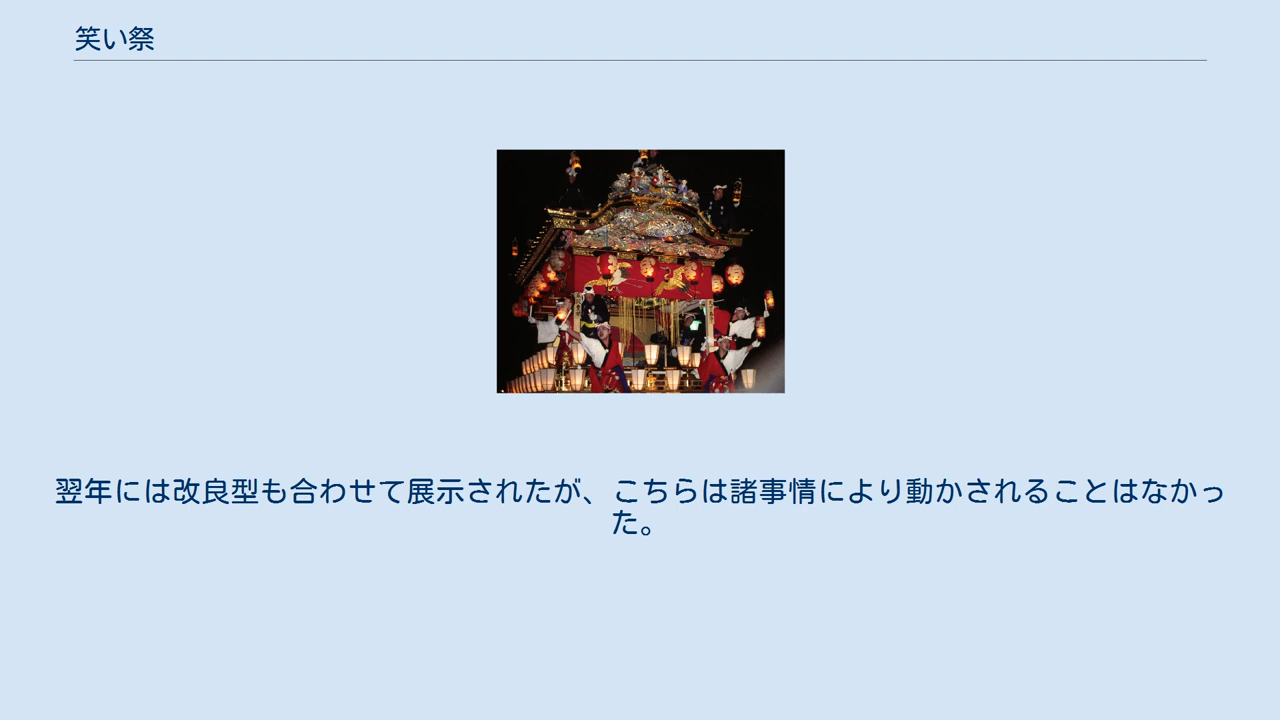 笑い祭
翌年には改良型も合わせて展示されたが、こちらは諸事情により動かされることはなかっ
た。